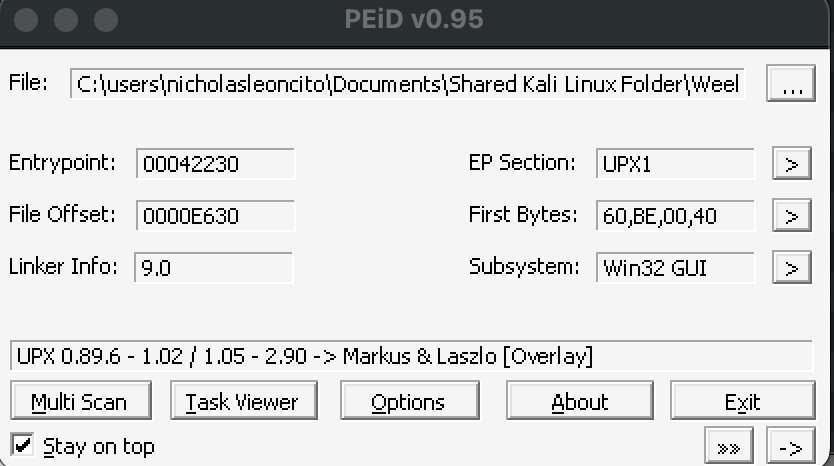 PEiD v0.95
File: C:\users\nicholasleoncito\Documents\Shared Kali Linux Folder\Weel ...
Entrypoint: 00042230 EP Section: UPX1 >
File Offset: 0000E630 First Bytes: 60,BE,00,40 >
Linker Info: 9.0 Subsystem: Win32 GUI >
UPX 0.89.6 - 1.02 / 1.05 - 2.90 -> Markus & Laszlo [Overlay]
Multi Scan Task Viewer Options About Exit
Stay on top »» ->